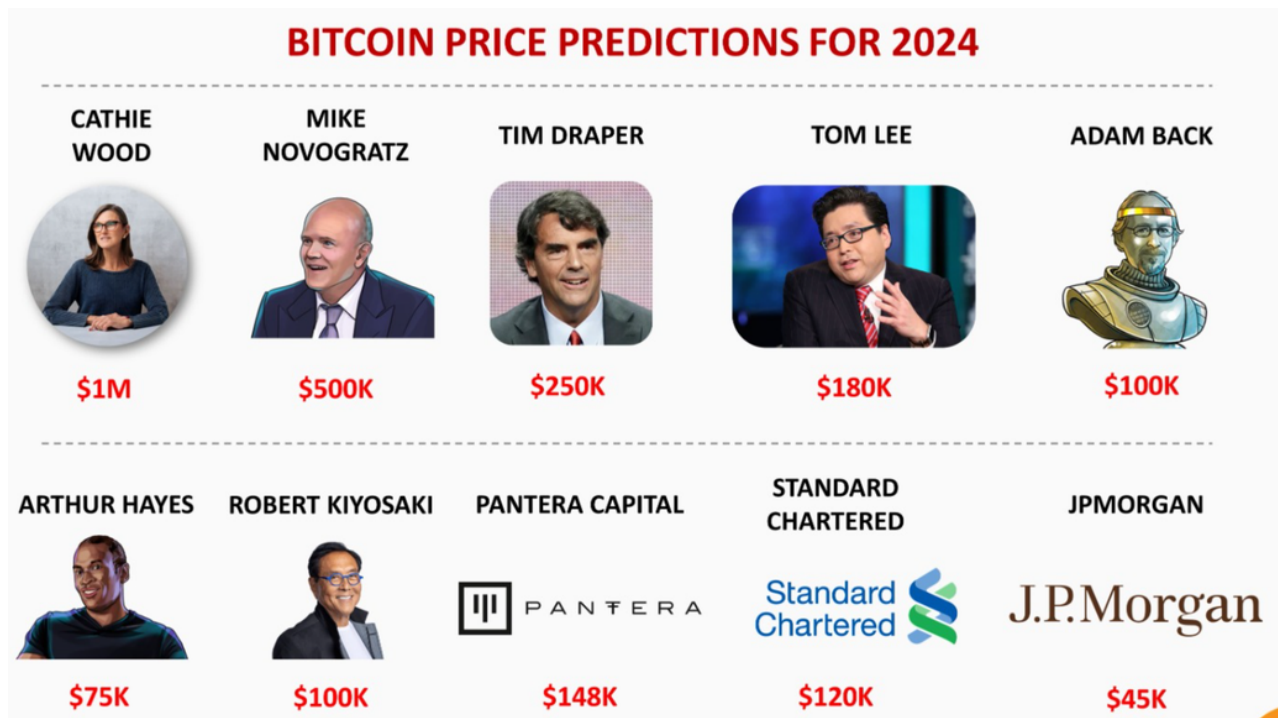 BITCOIN PRICE PREDICTIONS FOR 2024
CATHIE
WOOD
MIKE
NOVOGRATZ
TIM DRAPER
TOM LEE
ADAM BACK
$1M
$500K
$250K
$180K
$100K
ARTHUR HAYES
ROBERT KIYOSAKI
PANTERA CAPITAL
STANDARD
CHARTERED
JPMORGAN
PANTERA
Standard
Chartered
J.P.Morgan
$75K
$100K
$148K
$120K
$45K